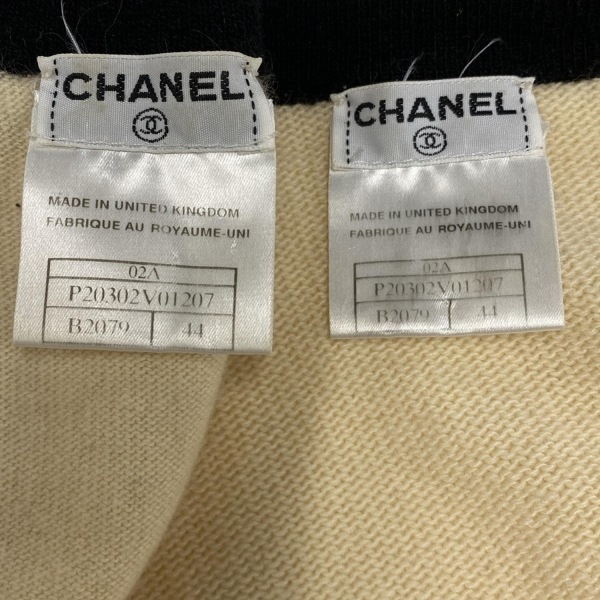 CHANEL
MADE IN UNITED KINGDOM
FABRIQUE AU ROYAUME-UNI
02A
P20302V01207
B2079 44
CHANEL
MADE IN UNITED KINGDOM
FABRIQUE AU ROYAUME-UNI
02A
P20302V01207
B2079 44